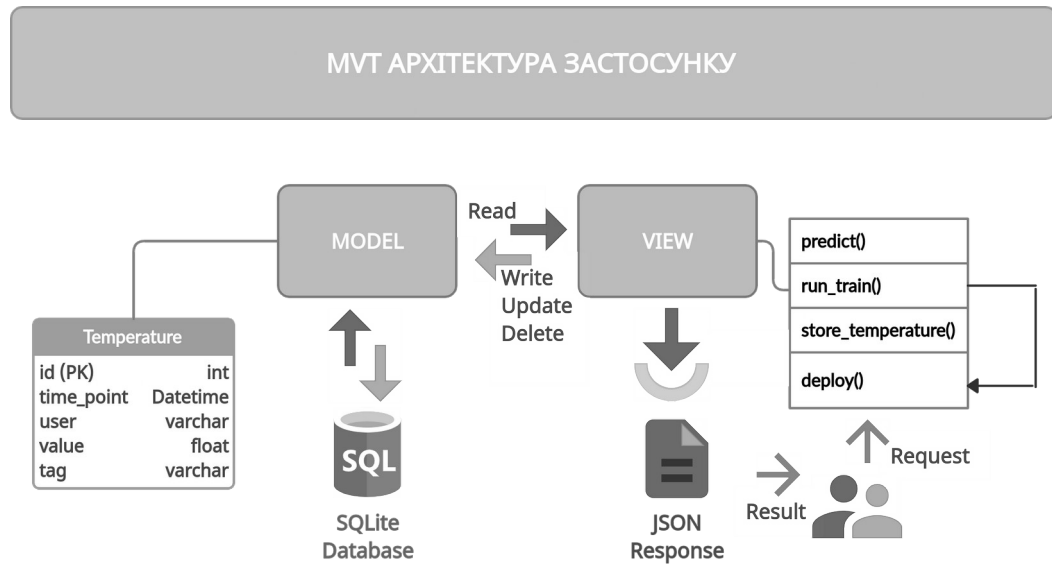 MVT АРХІТЕКТУРА ЗАСТОСУНКУ
MODEL
Read
Write
Update
Delete
VIEW
predict()
run_train()
store_temperature()
deploy()
Temperature
id (PK) int
time_point Datetime
user varchar
value float
tag varchar
SQL
SQLite
Database
JSON
Response
Result
Request